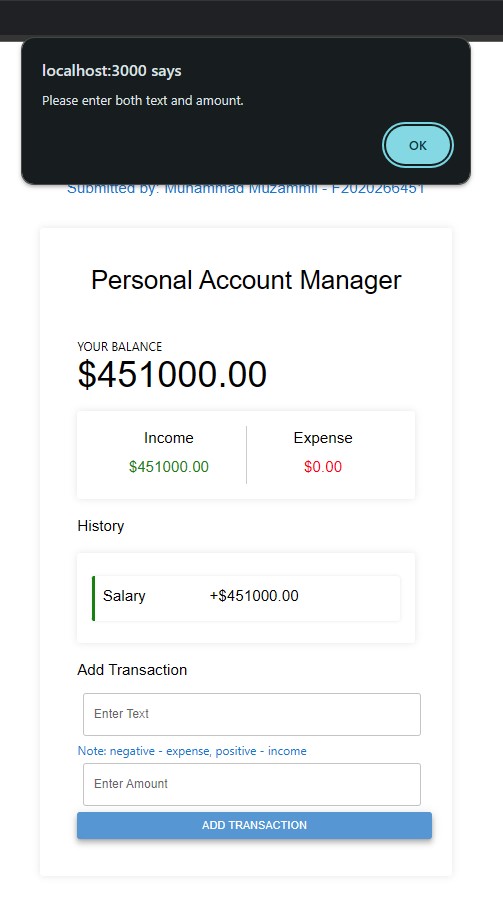 localhost:3000 says
Please enter both text and amount.
OK
Submitted by: Muhammad Muzammil - F2020266451
Personal Account Manager
YOUR BALANCE
$451000.00
Income Expense
$451000.00 $0.00
History
Salary +$451000.00
Add Transaction
Enter Text
Note: negative - expense, positive - income
Enter Amount
ADD TRANSACTION